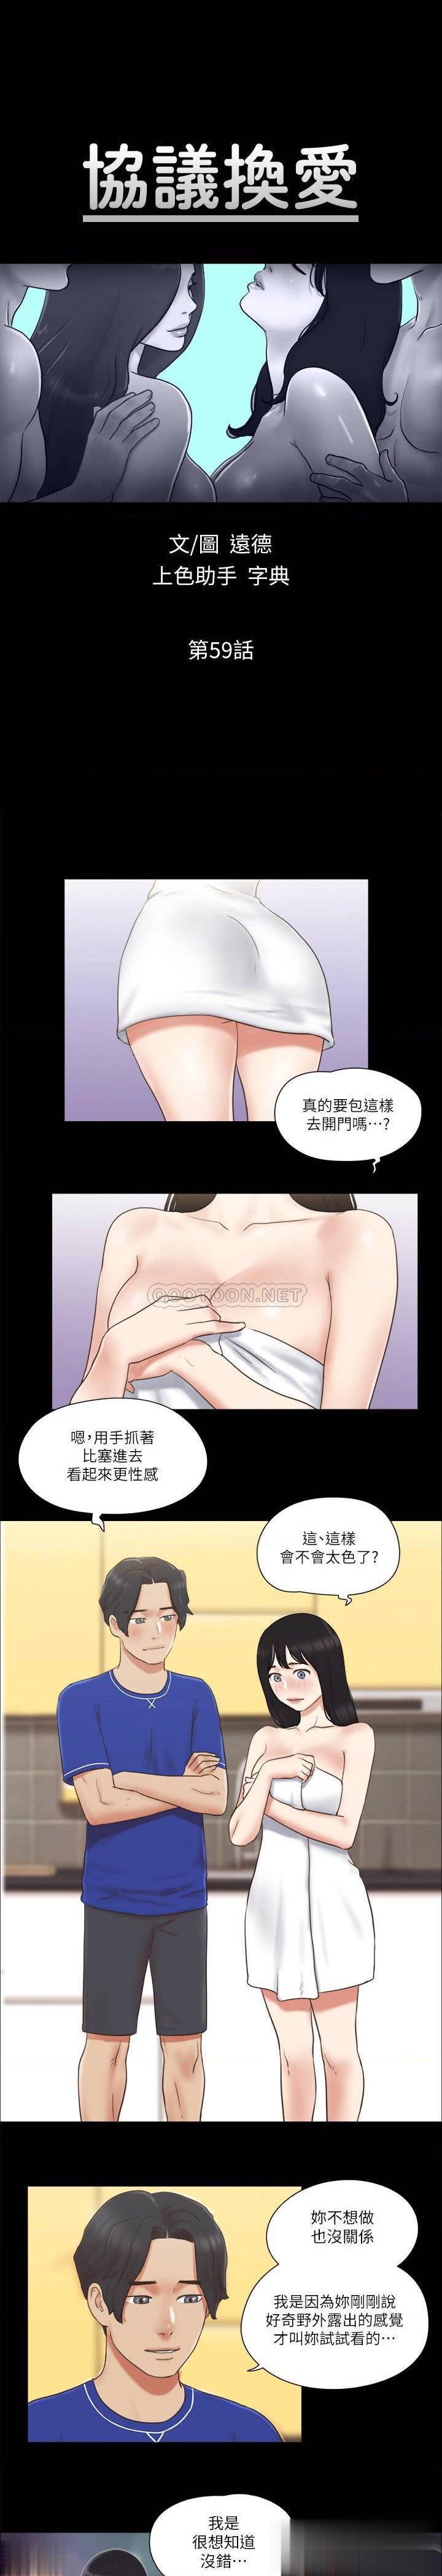 協議換愛
文/圖 遠德
上色助手 字典
第59話
真的要包這樣
去開門嗎⋯?
QOOTOON.NET
嗯,用手抓著
比塞進去
看起來更性感
這、這樣
會不會太色了?
妳不想做
也沒關係
我是因為妳剛剛說
好奇野外露出的感覺
才叫妳試試看的⋯
我是
很想知道
沒錯⋯